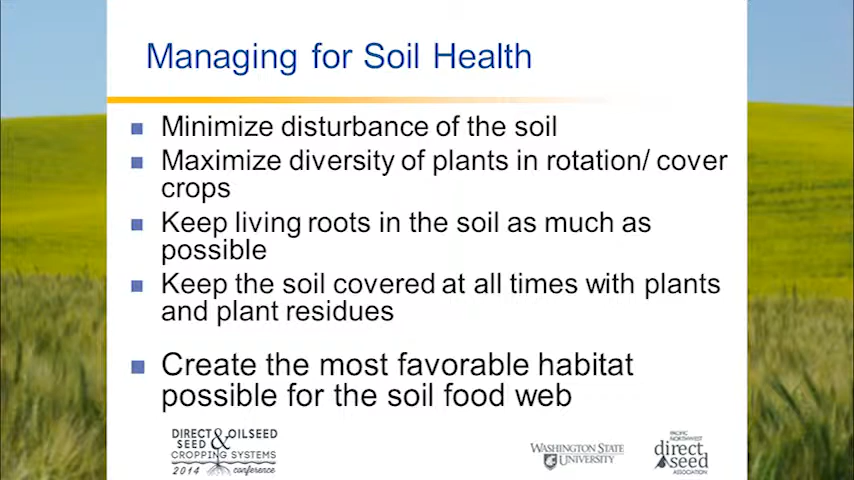 Managing for Soil Health
Minimize disturbance of the soil
Maximize diversity of plants in rotation/ cover
crops
Keep living roots in the soil as much as
possible
Keep the soil covered at all times with plants
and plant residues
Create the most favorable habitat
possible for the soil food web
DIRECT & OILSEED
SEED
CROPPING SYSTEMS
2014 conference
WASHINGTON STATE
UNIVERSITY
PACIFIC
NORTHWEST
direct
seed
ASSOCIATION